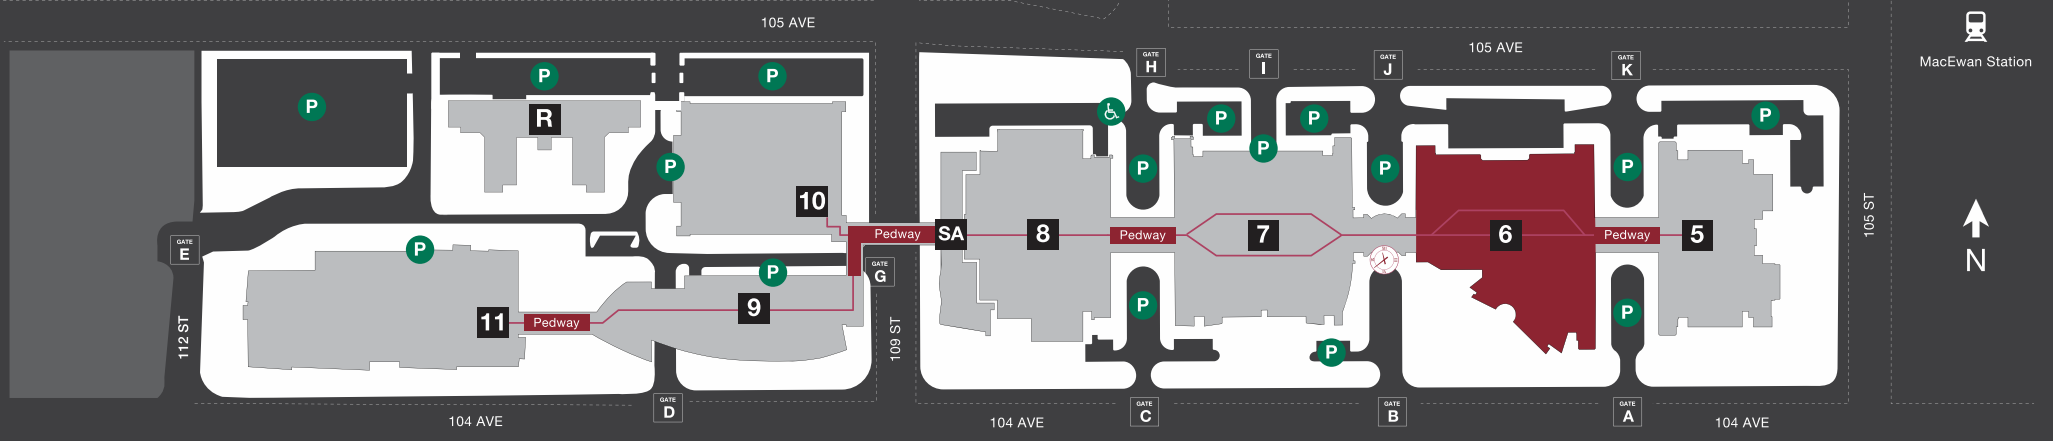 105 AVE
105 AVE
MacEwan Station
GATE
H
GATE
I
GATE
J
GATE
K
P
P
P
R
P
P
P
P
P
P
P
P
P
10
Pedway
SA
8
Pedway
7
6
Pedway
5
105 ST
N
GATE
E
P
P
GATE
G
11
Pedway
9
P
P
P
112 ST
109 ST
GATE
D
GATE
C
GATE
B
GATE
A
104 AVE
104 AVE
104 AVE